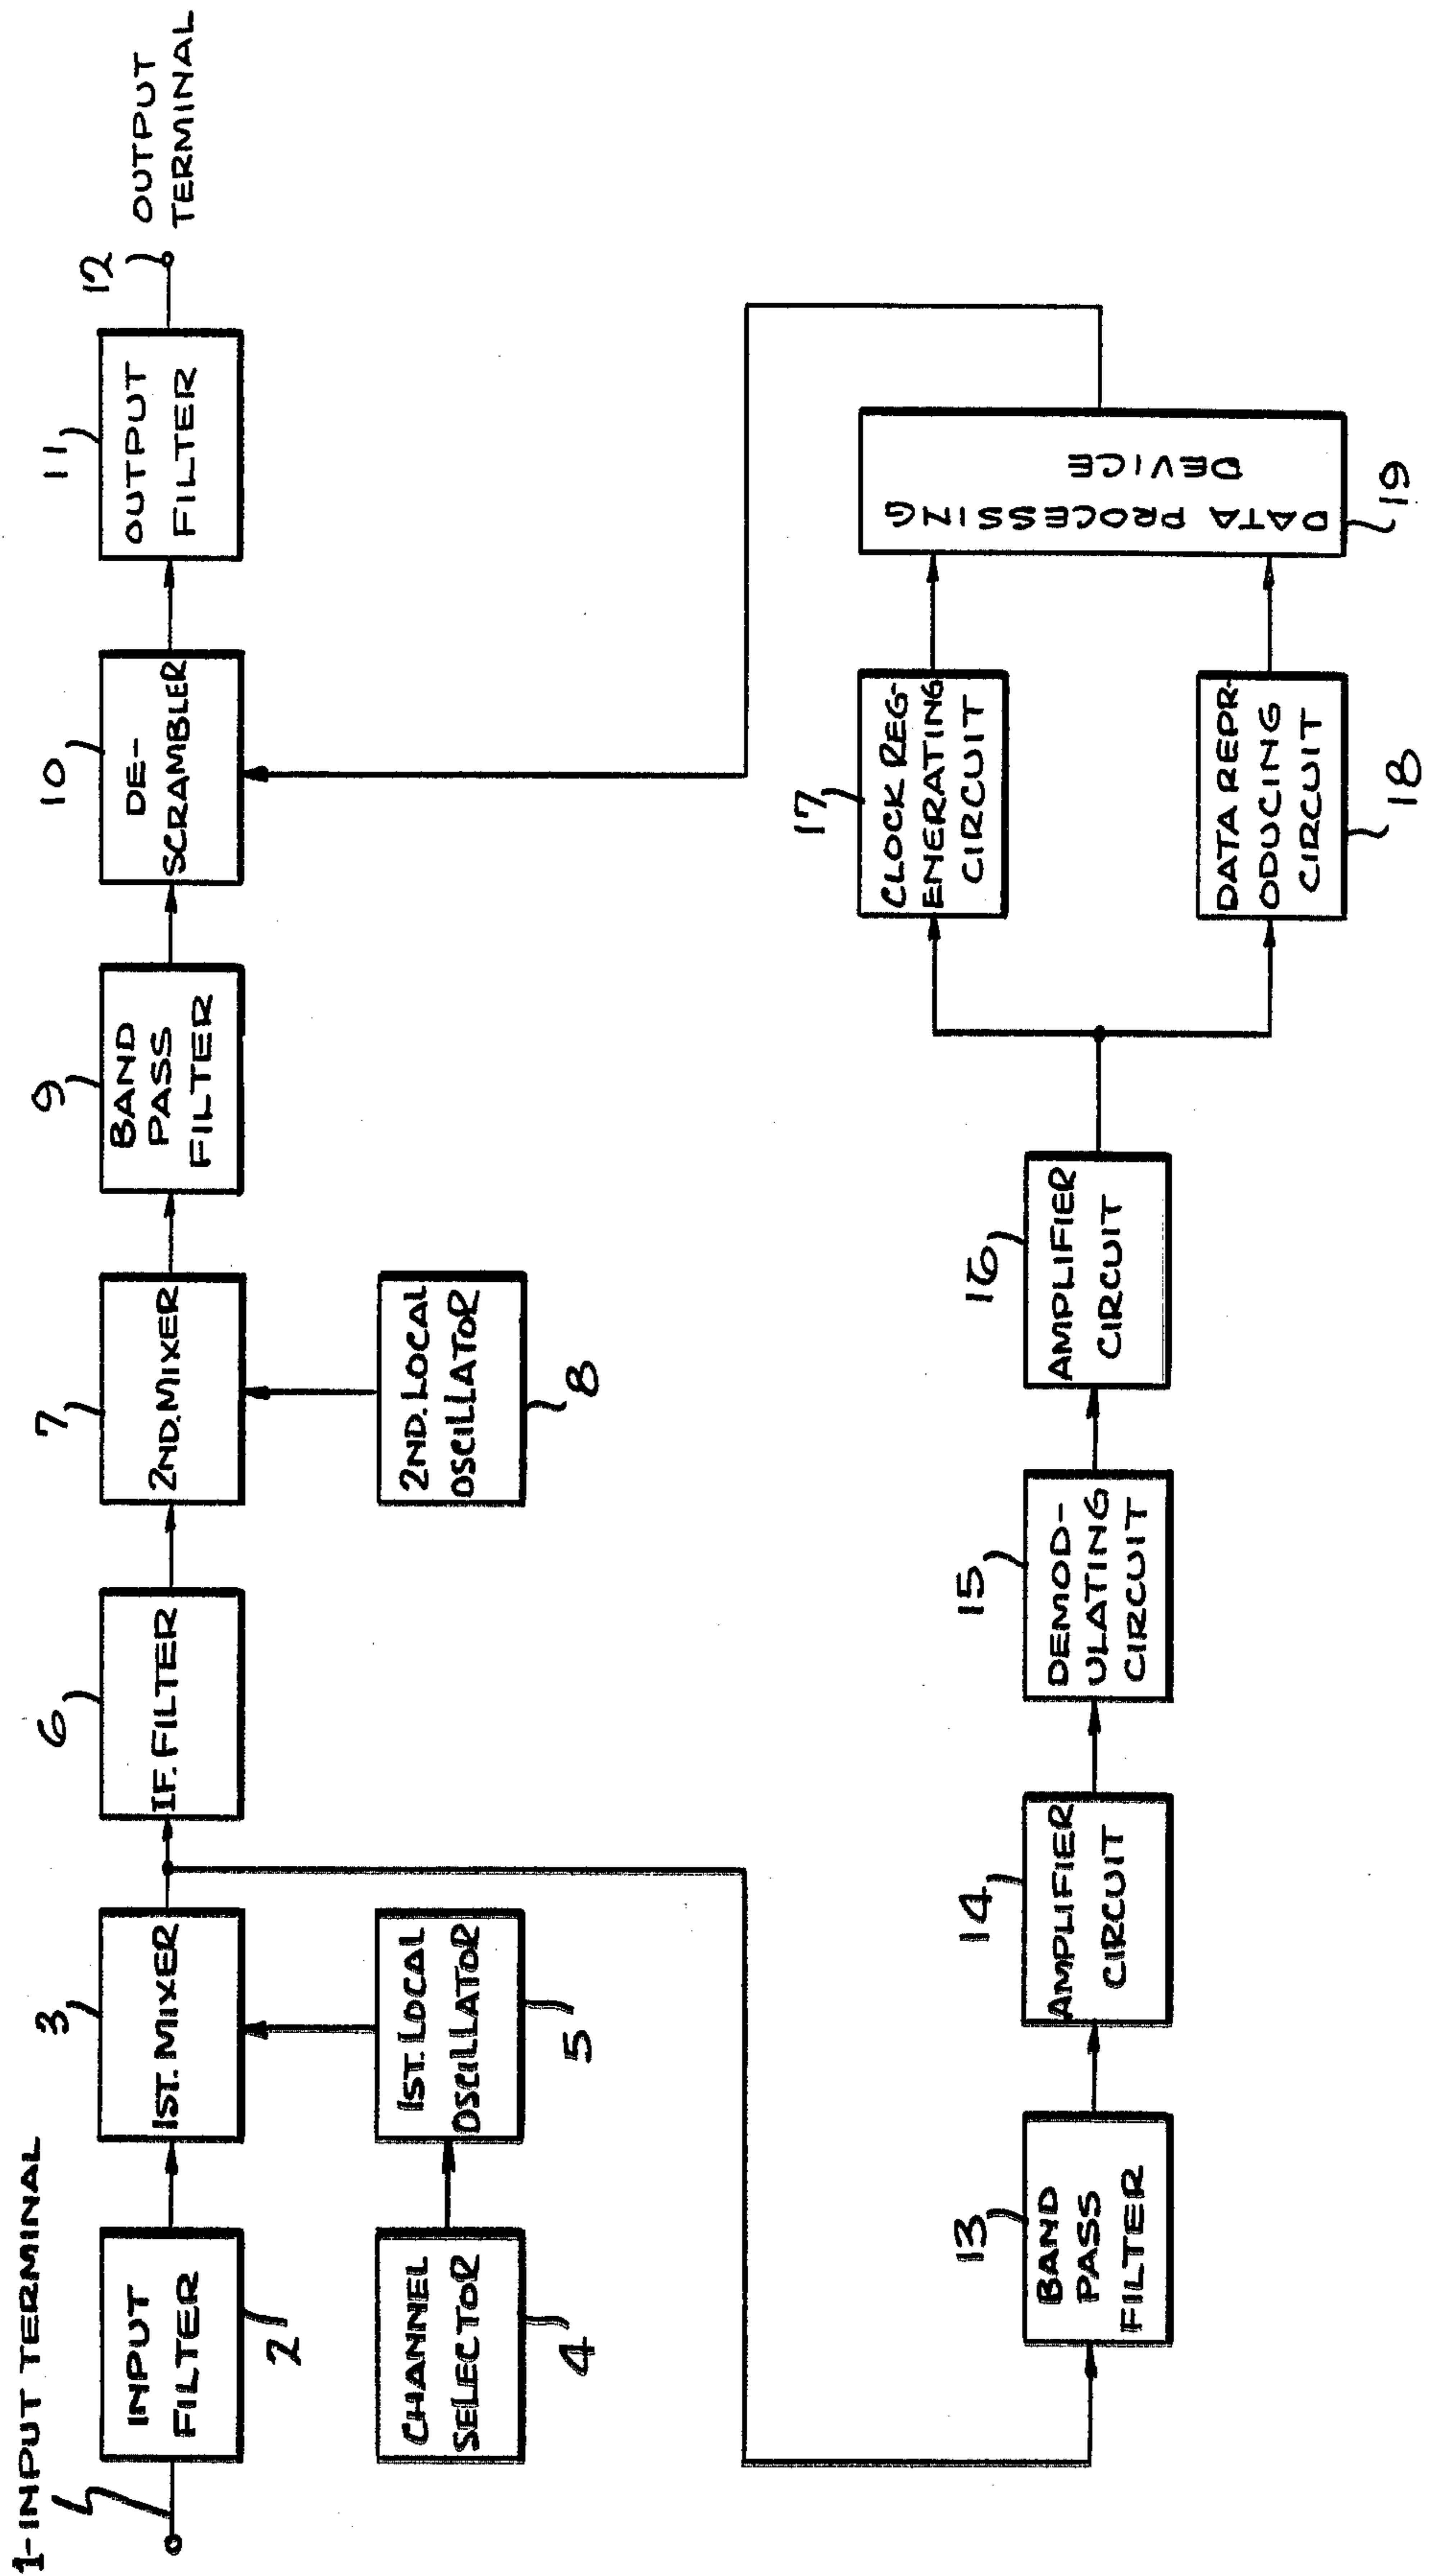 1-INPUT TERMINAL
INPUT
FILTER
2
3
1ST. MIXER
CHANNEL
SELECTOR
4
1ST. LOCAL
OSCILLATOR
5
6
I.F. FILTER
7
2ND. MIXER
2ND. LOCAL
OSCILLATOR
8
9
BAND
PASS
FILTER
10
DE-
SCRAMBLER
11
OUTPUT
FILTER
12
OUTPUT
TERMINAL
13
BAND
PASS
FILTER
14
AMPLIFIER
CIRCUIT
15
DEMOD-
ULATING
CIRCUIT
16
AMPLIFIER
CIRCUIT
17
CLOCK REG-
ENERATING
CIRCUIT
DATA REPR-
ODUCING
CIRCUIT
18
DATA PROCESSING
DEVICE
19